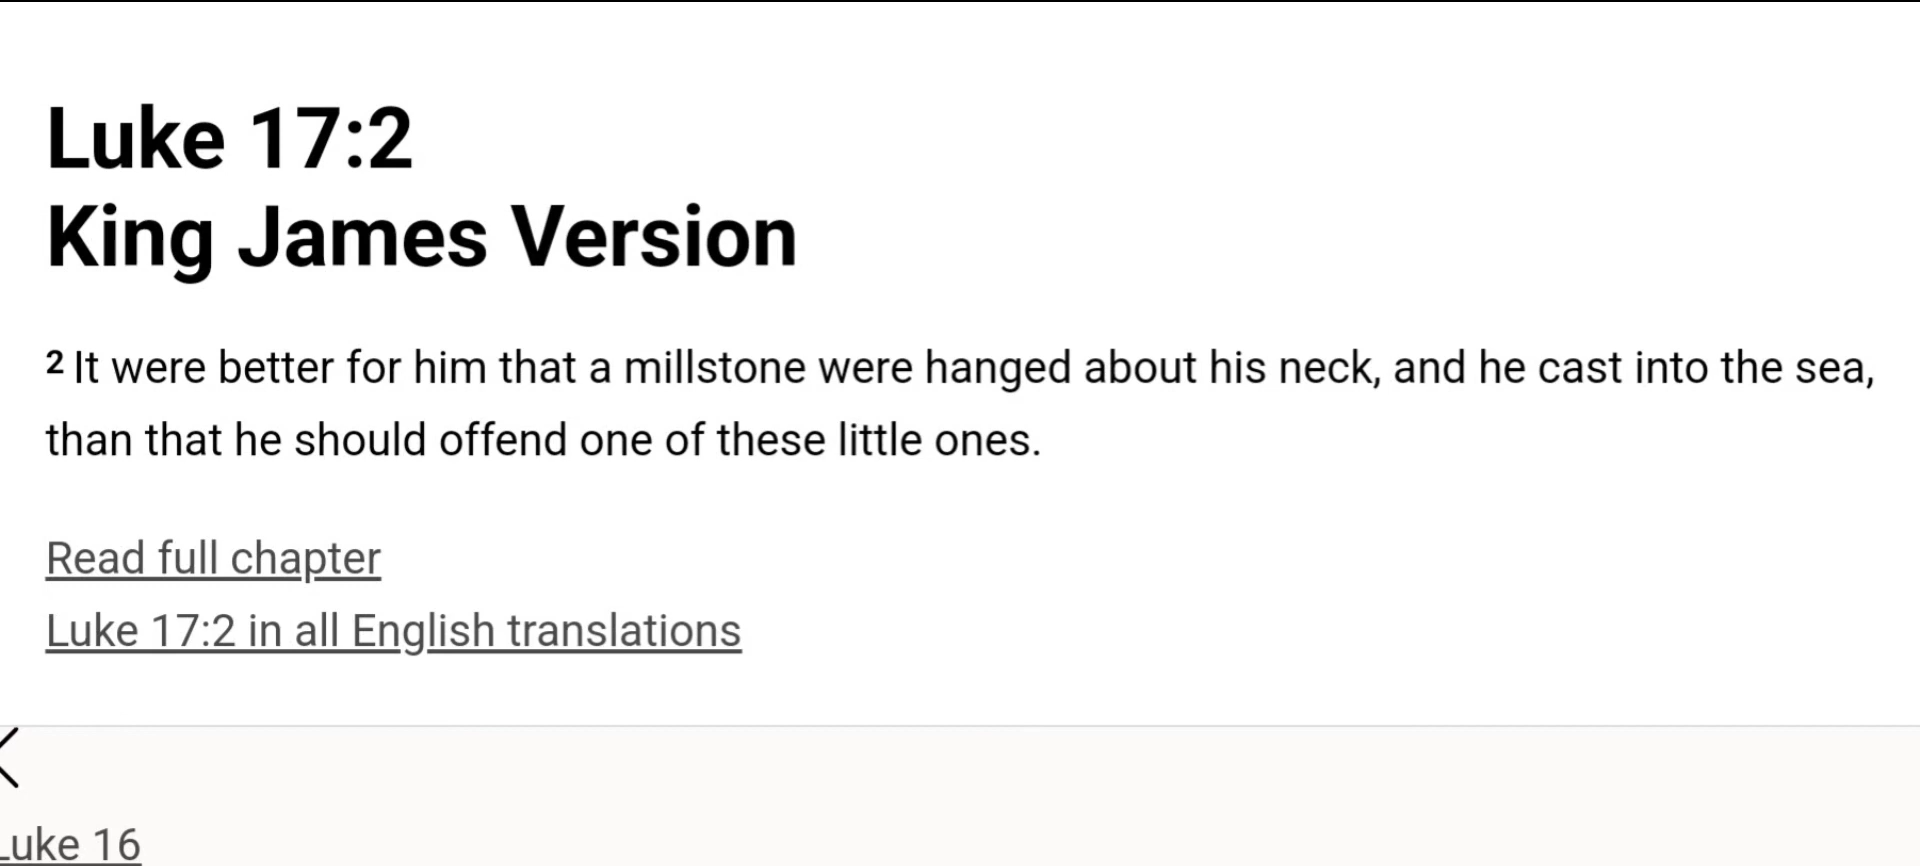 Luke 17:2
King James Version
2 It were better for him that a millstone were hanged about his neck, and he cast into the sea,
than that he should offend one of these little ones.
Read full chapter
Luke 17:2 in all English translations
Luke 16